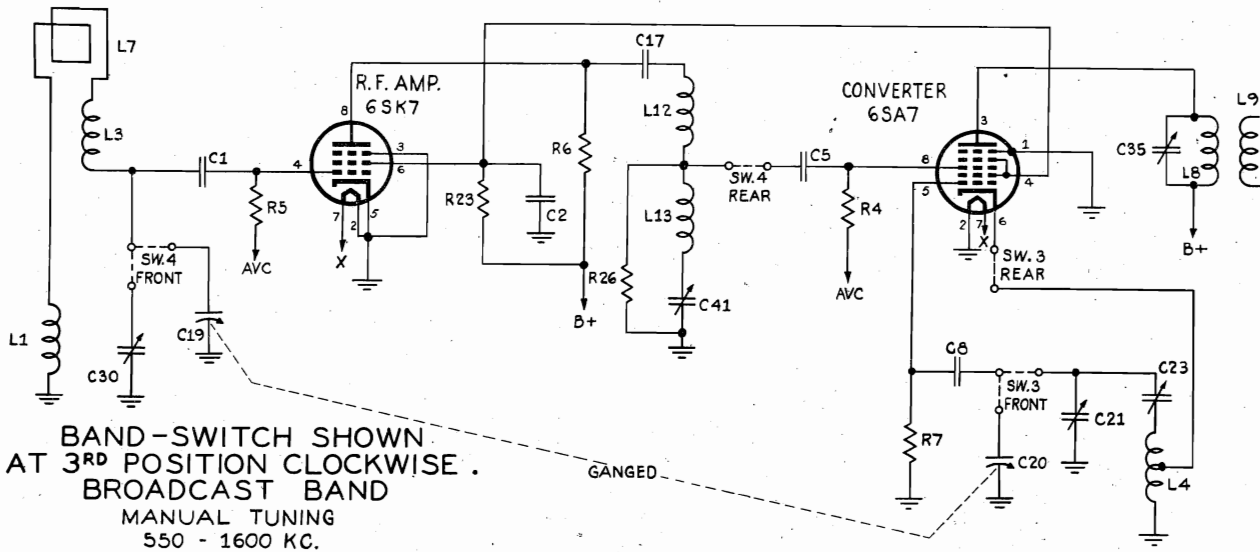 L7
C17
R.F. AMP.
6SK7
CONVERTER
6SA7
8
3
L9
L3
L12
R6
3
6
1
C35
L8
C1
4
SW.4
REAR
C5
8
5
4
R5
R23
C2
L13
R4
7
2
5
X
2
7
6
X
B+
AVC
SW.4
FRONT
R26
SW.3
REAR
C41
AVC
B+
L1
C19
C30
C8
C23
SW.3
FRONT
C21
R7
C20
L4
GANGED
BAND-SWITCH SHOWN
AT 3RD POSITION CLOCKWISE.
BROADCAST BAND
MANUAL TUNING
550 - 1600 KC.